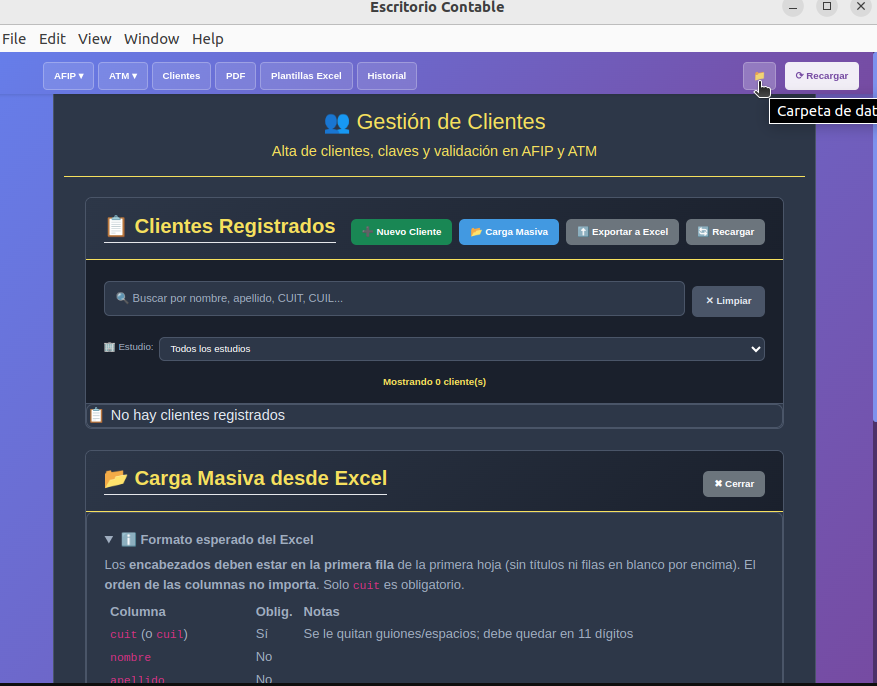 Escritorio Contable
File Edit View Window Help
AFIP ▾ ATM ▾ Clientes PDF Plantillas Excel Historial ⟳ Recargar
Carpeta de dat
Gestión de Clientes
Alta de clientes, claves y validación en AFIP y ATM
Clientes Registrados
Nuevo Cliente Carga Masiva Exportar a Excel Recargar
Buscar por nombre, apellido, CUIT, CUIL...
✕ Limpiar
Estudio: Todos los estudios
Mostrando 0 cliente(s)
No hay clientes registrados
Carga Masiva desde Excel
✖ Cerrar
▼ ℹ️ Formato esperado del Excel
Los encabezados deben estar en la primera fila de la primera hoja (sin títulos ni filas en blanco por encima). El
orden de las columnas no importa. Solo cuit es obligatorio.
Columna Oblig. Notas
cuit (o cuil) Sí Se le quitan guiones/espacios; debe quedar en 11 dígitos
nombre No
apellido No